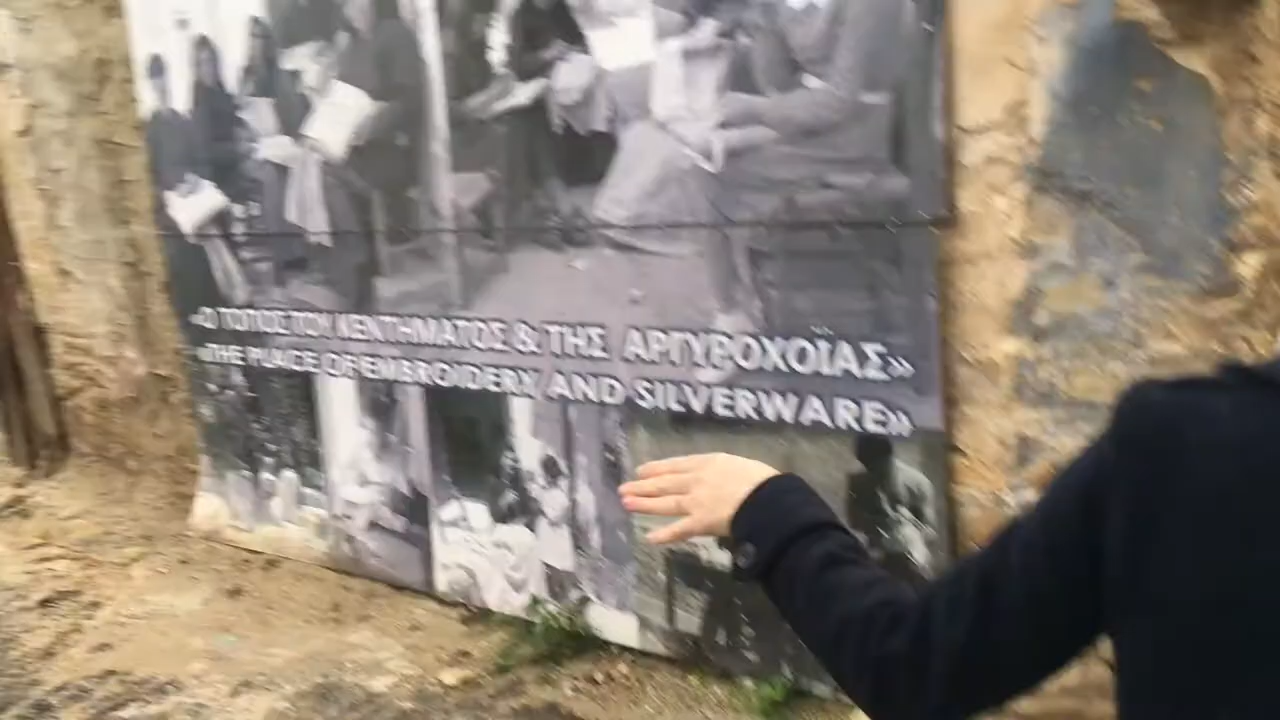 «Ο ΤΟΠΟΣ ΤΟΥ ΚΕΝΤΗΜΑΤΟΣ & ΤΗΣ ΑΡΓΥΡΟΧΟΪΑΣ»
«THE PLACE OF EMBROIDERY AND SILVERWARE»